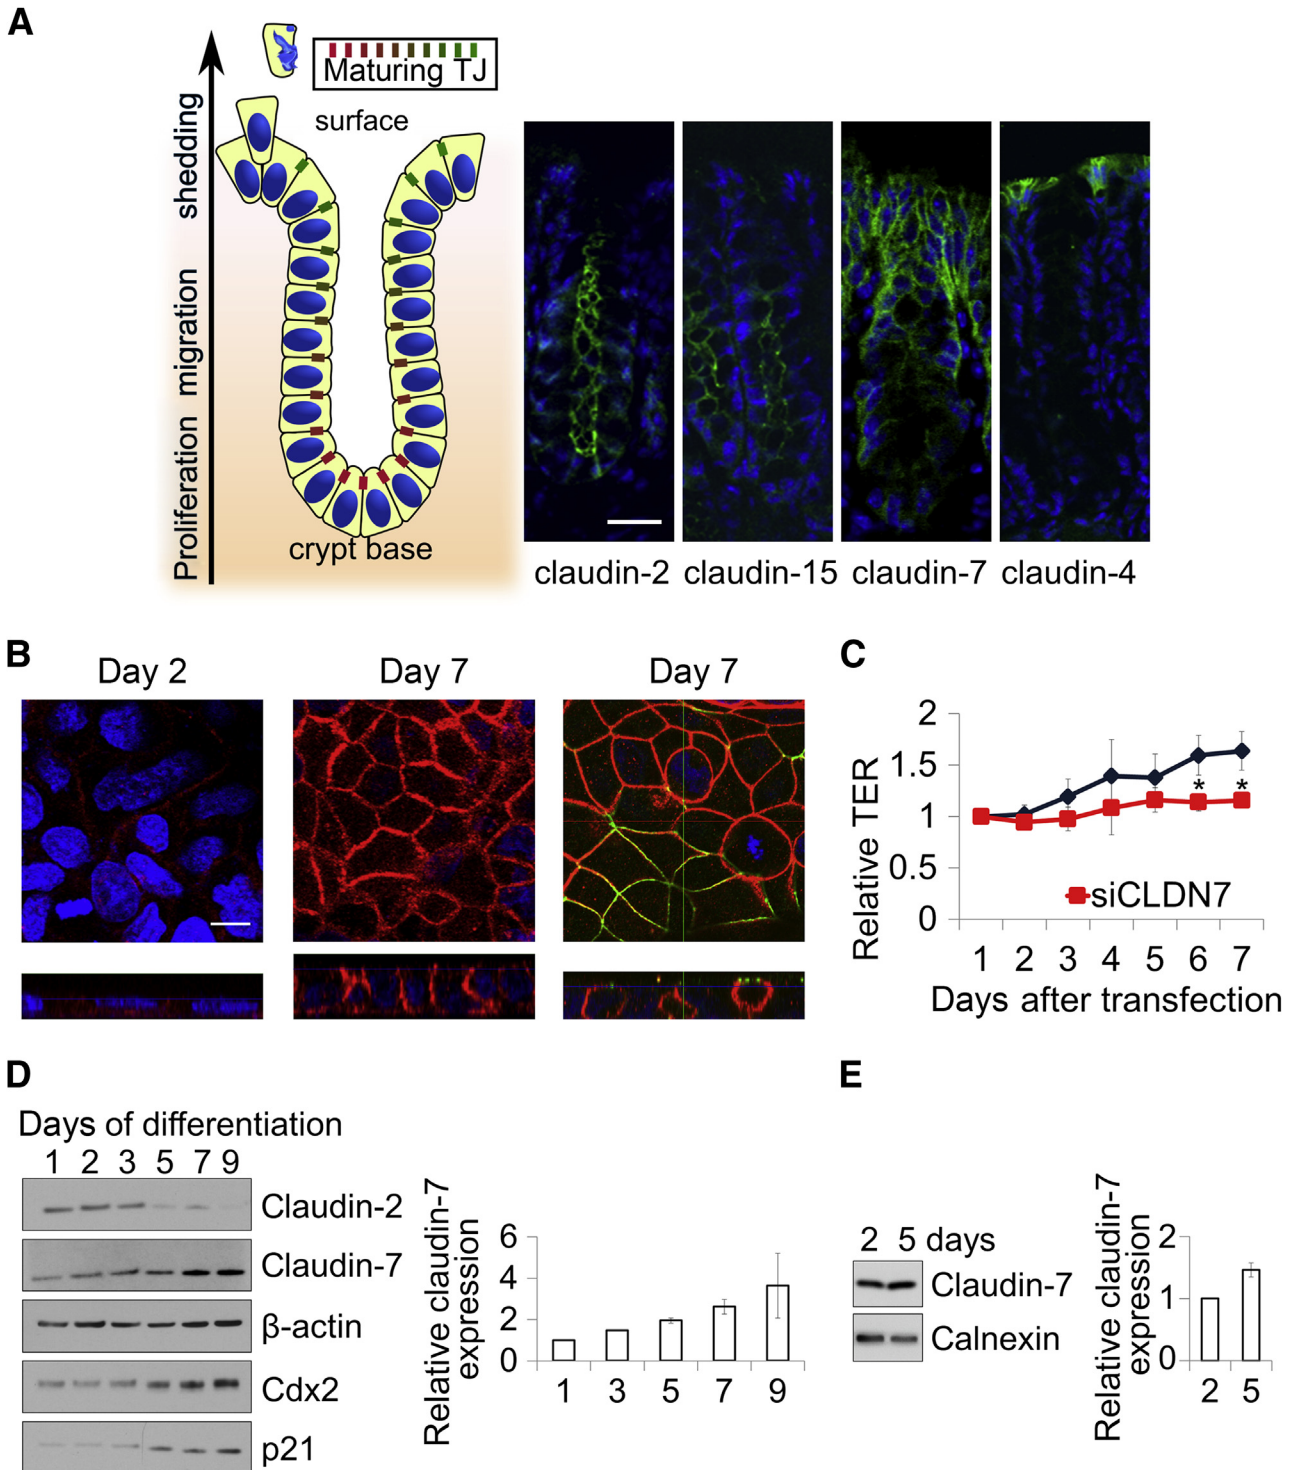 A
Maturing TJ
surface
shedding
migration
Proliferation
crypt base
claudin-2
claudin-15
claudin-7
claudin-4
B
Day 2
Day 7
Day 7
C
Relative TER
2
1.5
1
0.5
0
* *
siCLDN7
1 2 3 4 5 6 7
Days after transfection
D
Days of differentiation
1 2 3 5 7 9
Claudin-2
Claudin-7
β-actin
Cdx2
p21
Relative claudin-7
expression
6
4
2
0
1 3 5 7 9
E
2 5 days
Claudin-7
Calnexin
Relative claudin-7
expression
2
1
0
2 5